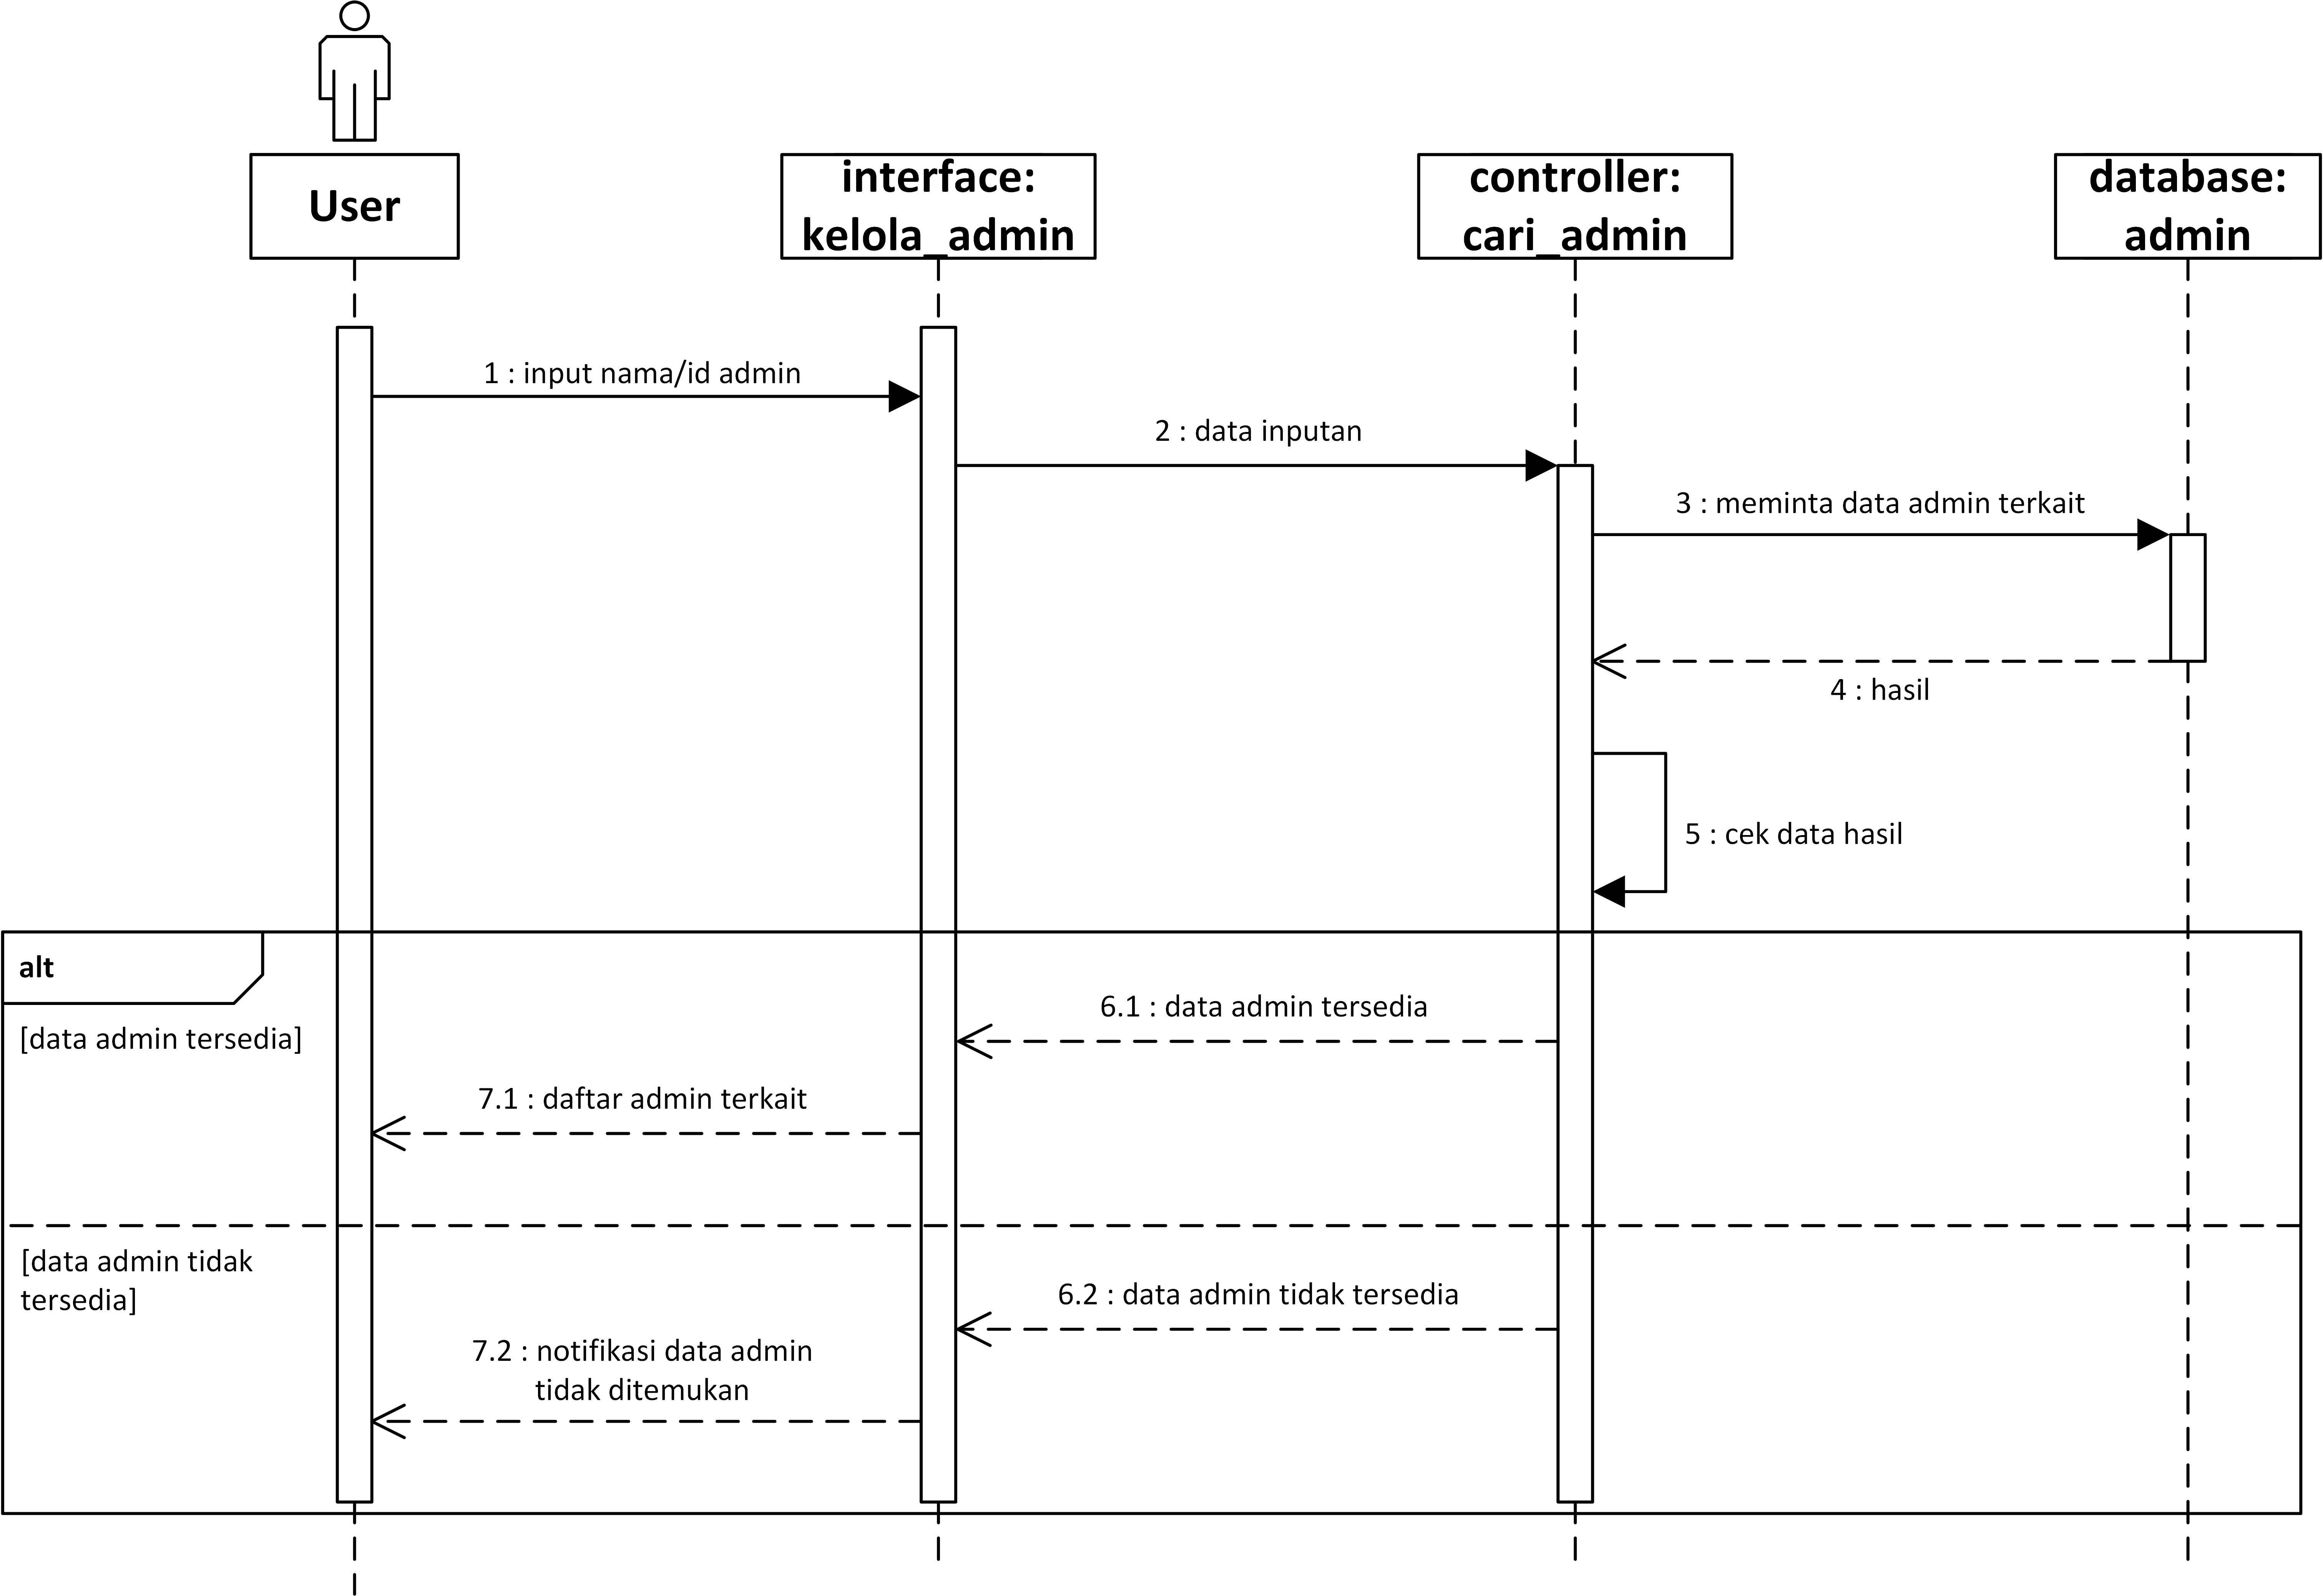 User
interface:
kelola_admin
controller:
cari_admin
database:
admin
1 : input nama/id admin
2 : data inputan
3 : meminta data admin terkait
4 : hasil
5 : cek data hasil
alt
[data admin tersedia]
6.1 : data admin tersedia
7.1 : daftar admin terkait
[data admin tidak
tersedia]
6.2 : data admin tidak tersedia
7.2 : notifikasi data admin
tidak ditemukan